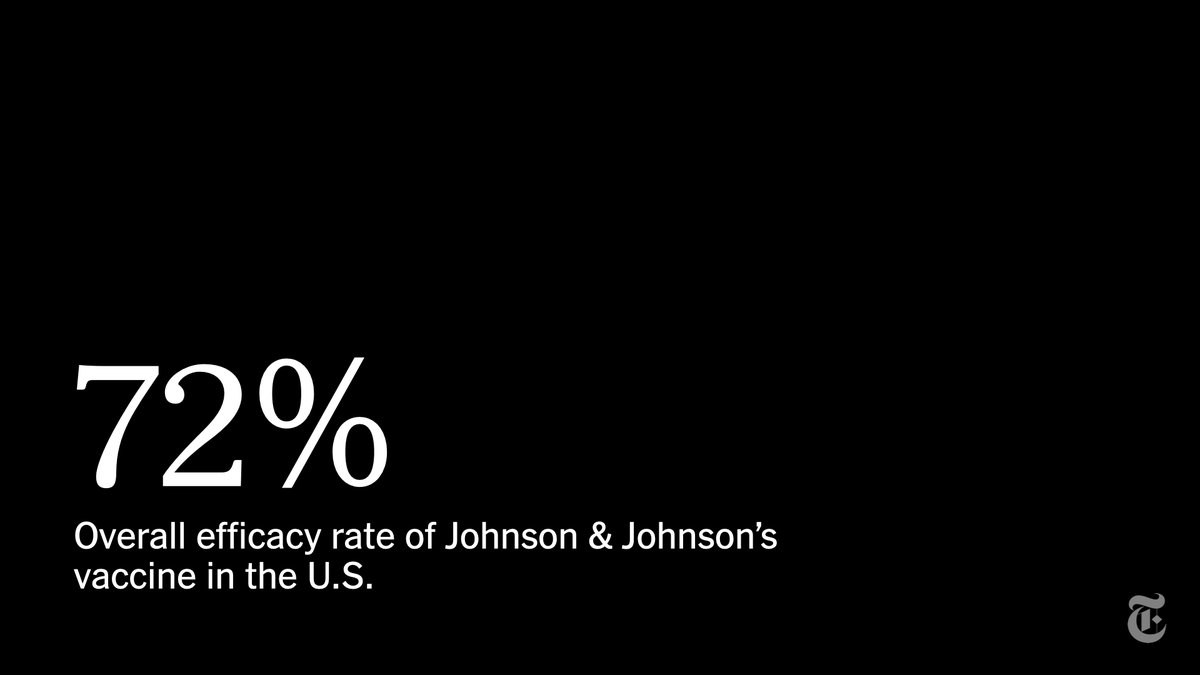 72%
Overall efficacy rate of Johnson & Johnson’s
vaccine in the U.S.
T